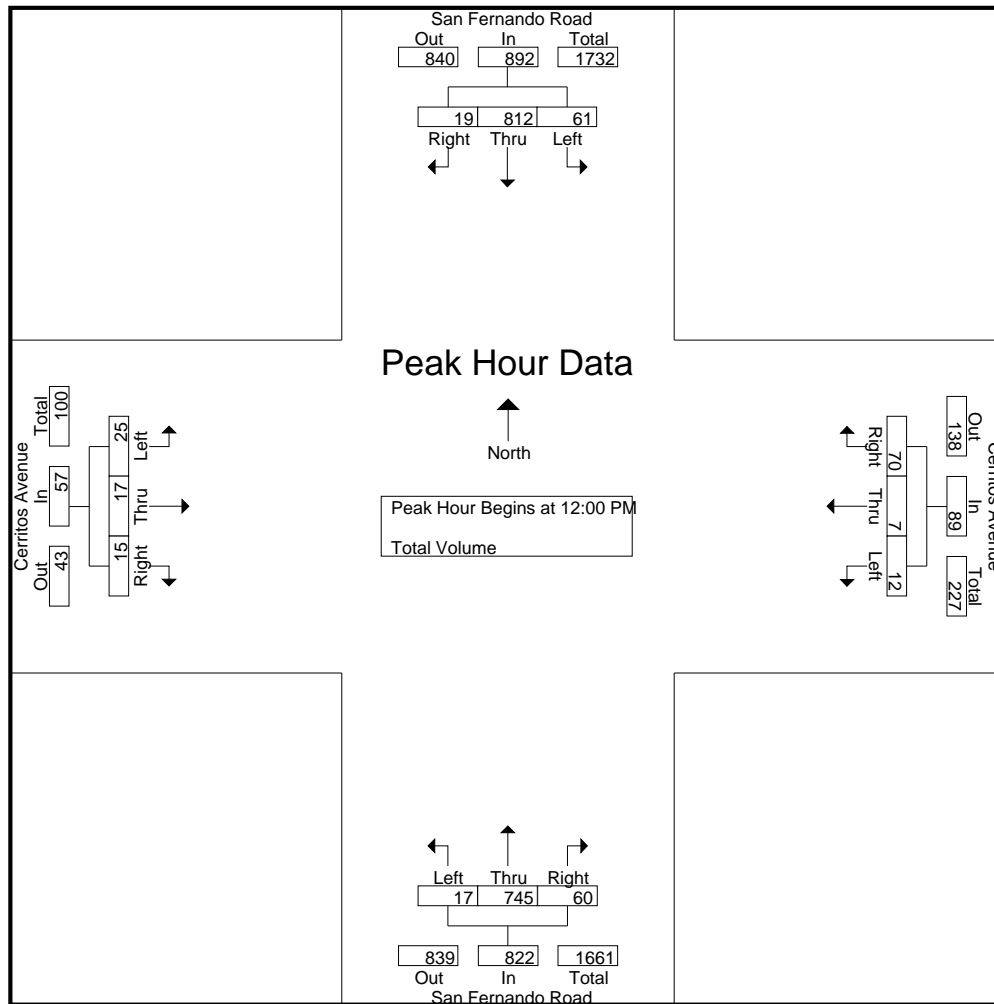 San Fernando Road
Out In Total
840 892 1732
19 812 61
Right Thru Left
Peak Hour Data
North
Peak Hour Begins at 12:00 PM
Total Volume
Cerritos Avenue
Out In Total
43 57 100
15 17 25
Right Thru Left
Cerritos Avenue
Out In Total
138 89 227
70 7 12
Right Thru Left
Left Thru Right
17 745 60
839 822 1661
Out In Total
San Fernando Road